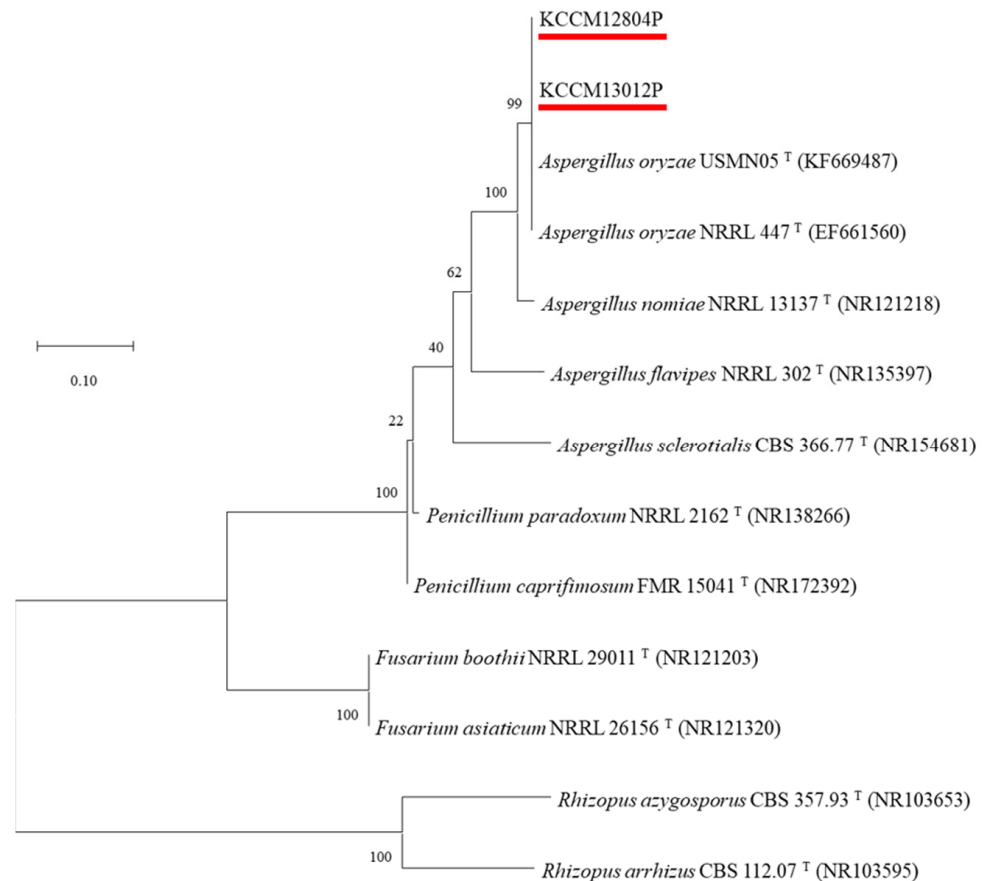 KCCM12804P
KCCM13012P
99
Aspergillus oryzae USMN05 T (KF669487)
100
Aspergillus oryzae NRRL 447 T (EF661560)
62
Aspergillus nomiae NRRL 13137 T (NR121218)
40
0.10
Aspergillus flavipes NRRL 302 T (NR135397)
22
Aspergillus sclerotialis CBS 366.77 T (NR154681)
100
Penicillium paradoxum NRRL 2162 T (NR138266)
Penicillium caprifimosum FMR 15041 T (NR172392)
Fusarium boothii NRRL 29011 T (NR121203)
100
Fusarium asiaticum NRRL 26156 T (NR121320)
Rhizopus azygosporus CBS 357.93 T (NR103653)
100
Rhizopus arrhizus CBS 112.07 T (NR103595)